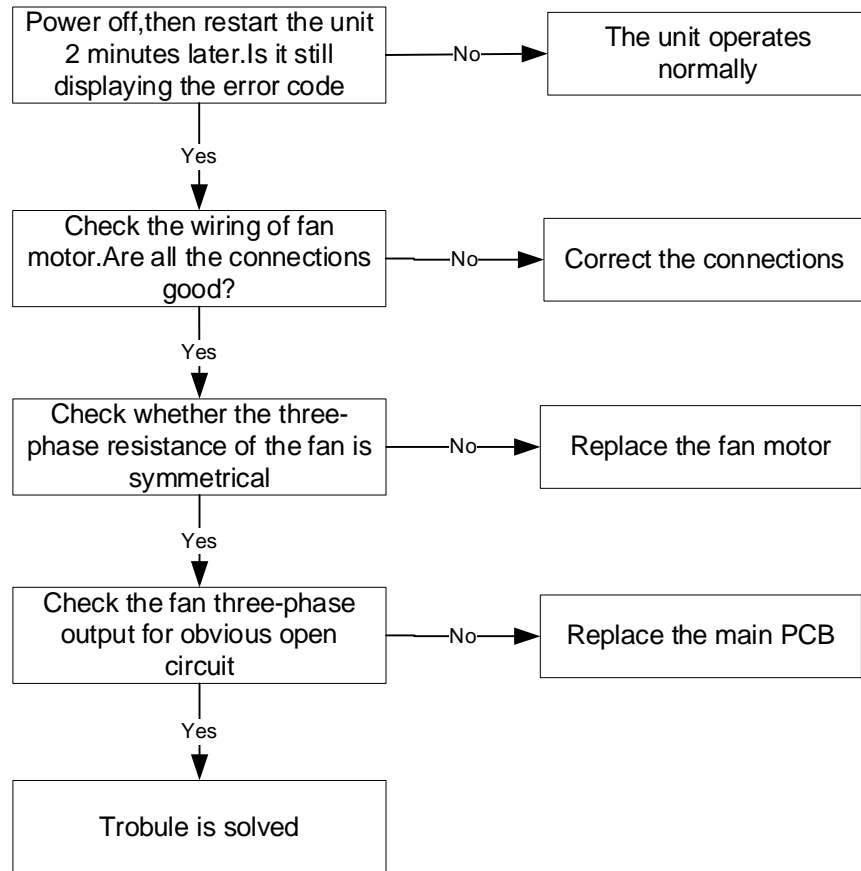 Power off,then restart the unit
2 minutes later.Is it still
displaying the error code
No
The unit operates
normally
Yes
Check the wiring of fan
motor.Are all the connections
good?
No
Correct the connections
Yes
Check whether the three-
phase resistance of the fan is
symmetrical
No
Replace the fan motor
Yes
Check the fan three-phase
output for obvious open
circuit
No
Replace the main PCB
Yes
Trobule is solved